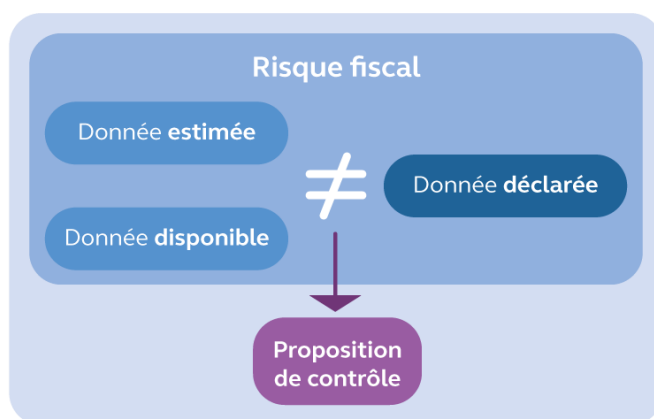 Risque fiscal
Donnée estimée
≠
Donnée déclarée
Donnée disponible
Proposition
de contrôle